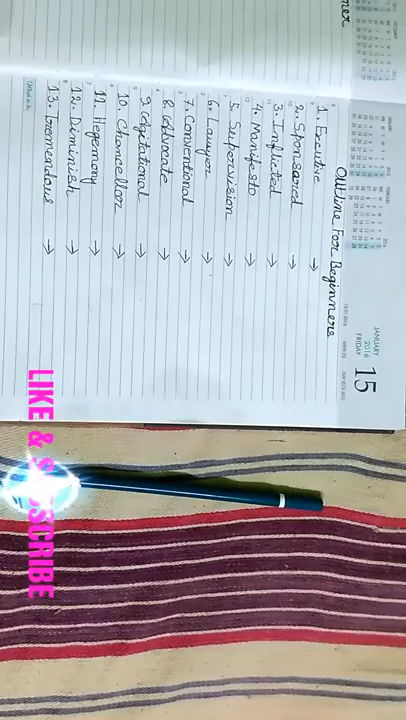 ner
JANUARY
2016
FRIDAY
15
Outline For Beginners
1. Executive →
2. Sponsored →
3. Inflicted →
4. Manifesto →
5. Supervision →
6. Lawyer →
7. Conventional →
8. Advocate →
9. Agitational →
10. Chancellor →
11. Hegemony →
12. Diminish →
13. Tremendous →
LIKE & SUBSCRIBE